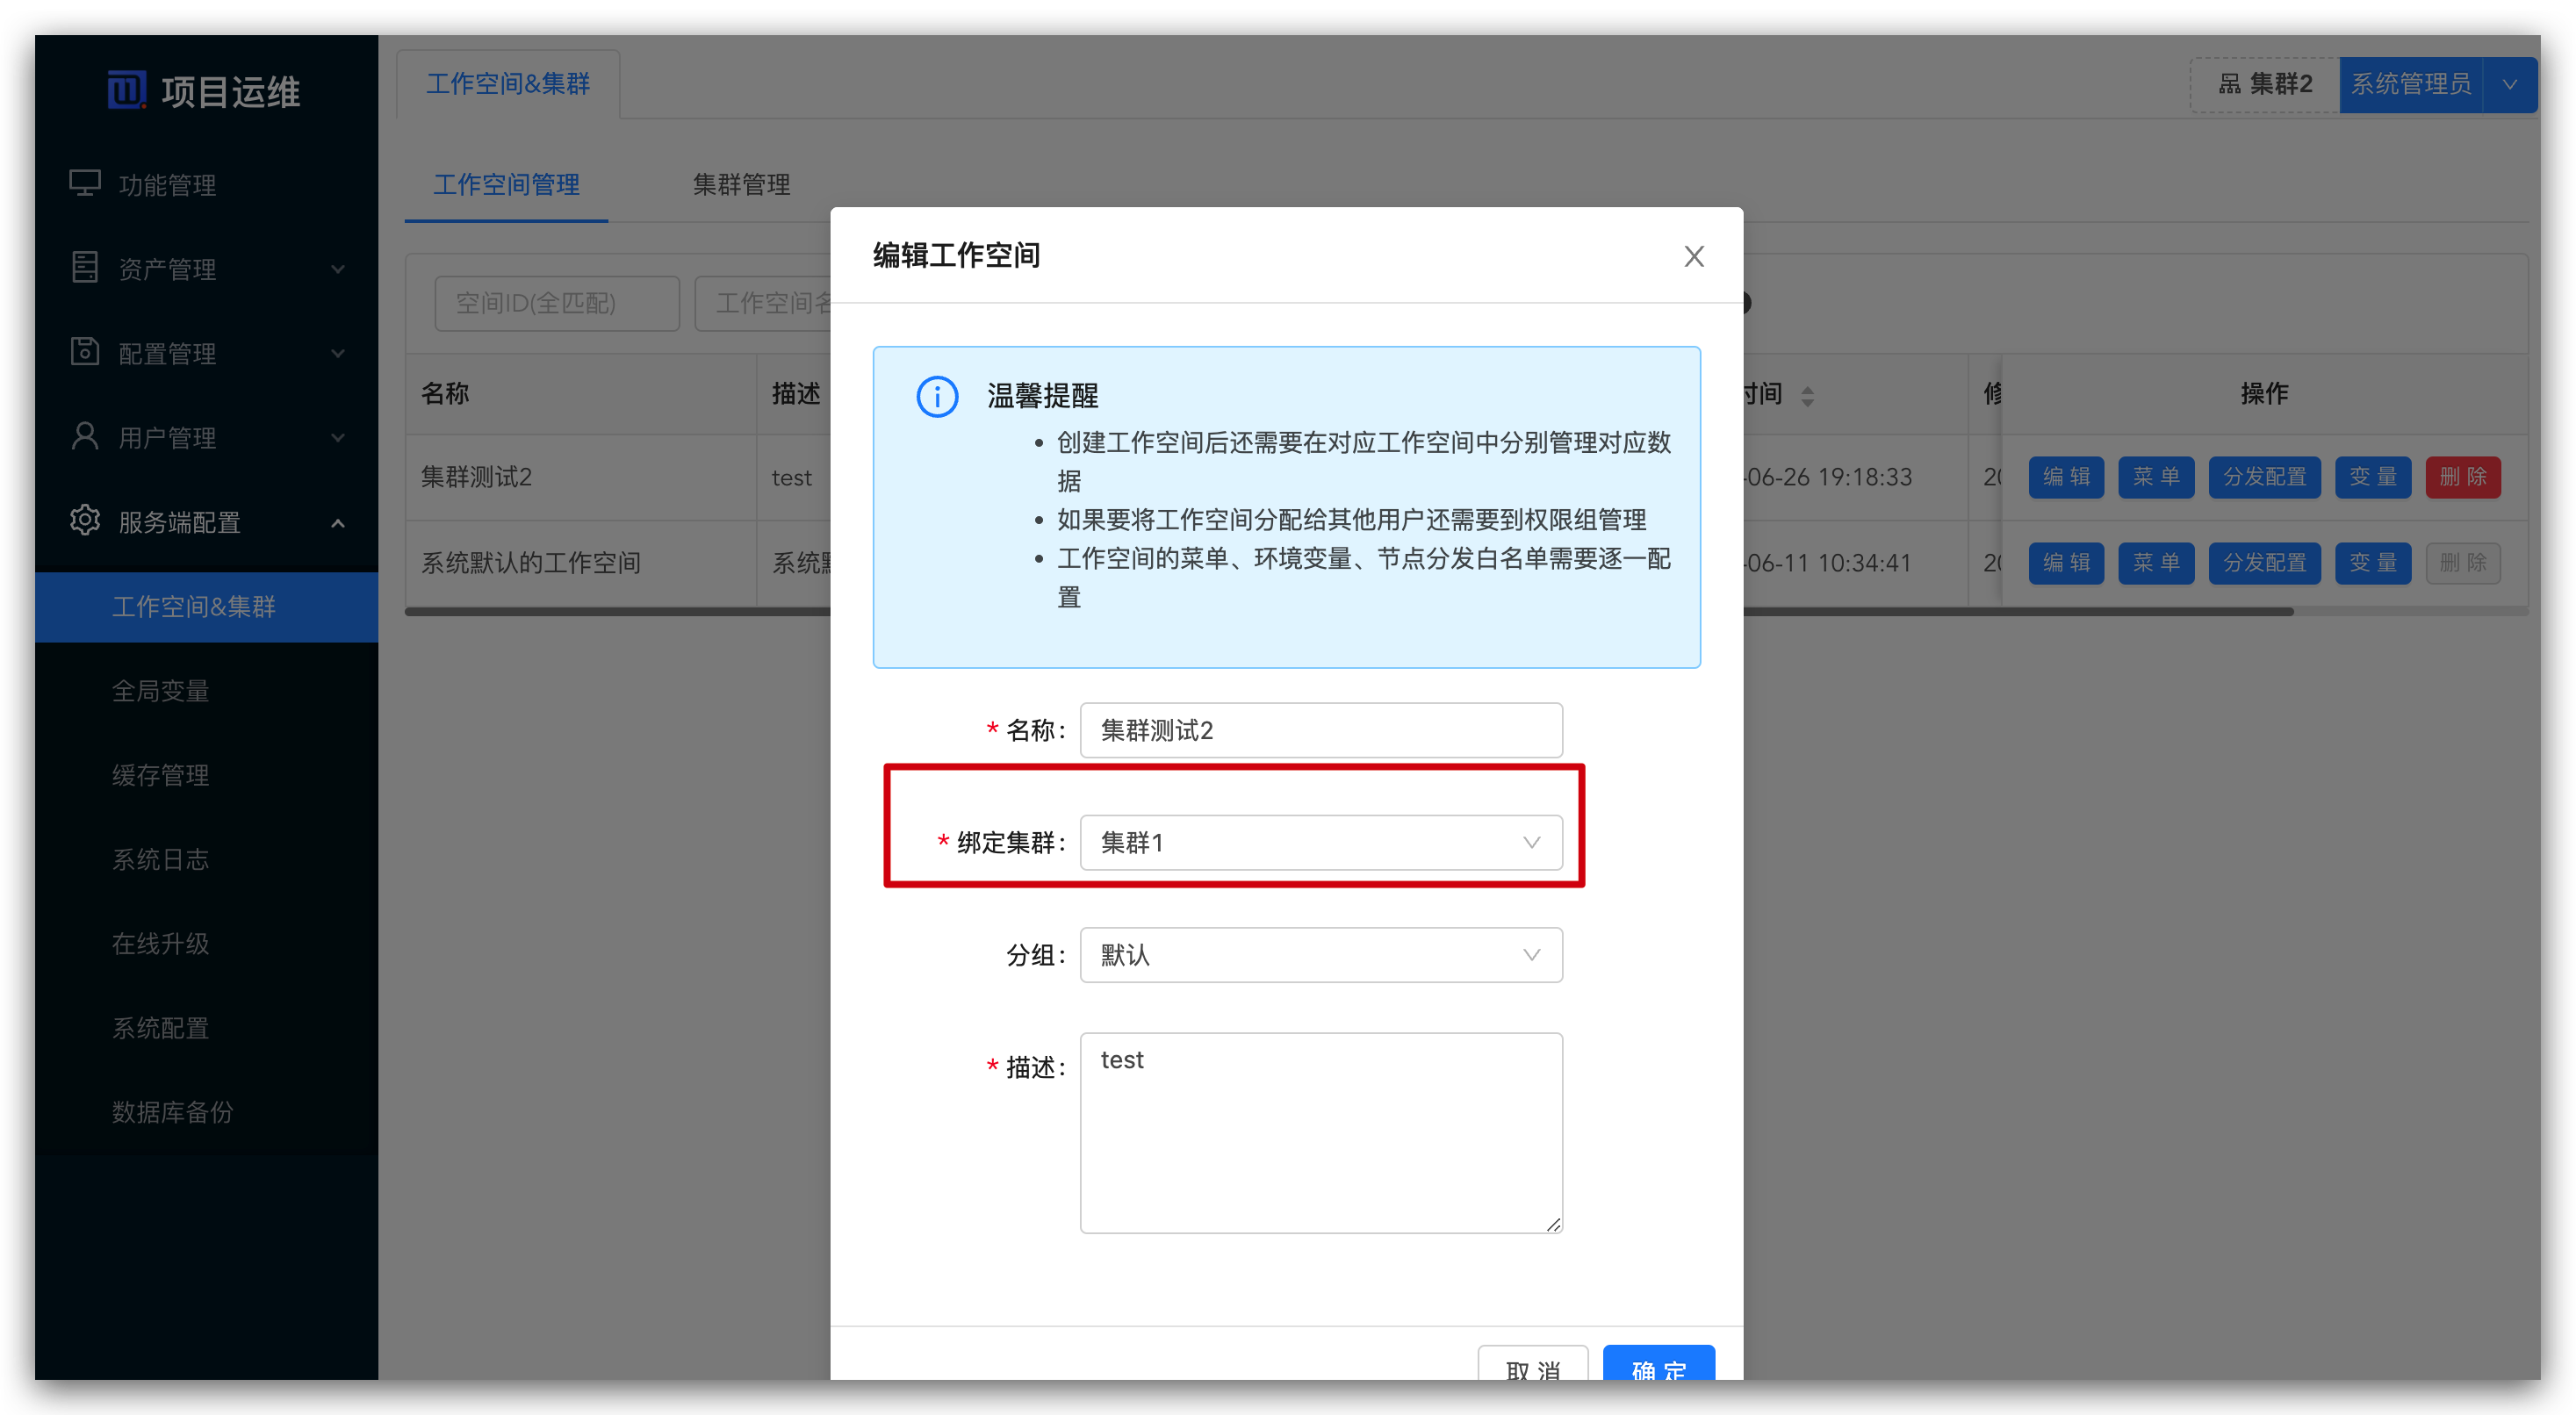 项目运维
功能管理
资产管理
配置管理
用户管理
服务端配置
工作空间&集群
全局变量
缓存管理
系统日志
在线升级
系统配置
数据库备份
工作空间&集群
集群2 系统管理员
工作空间管理 集群管理
空间ID(全匹配) 工作空间名
名称 描述 时间 修 操作
集群测试2 test -06-26 19:18:33 20 编辑 菜单 分发配置 变量 删除
系统默认的工作空间 系统默 -06-11 10:34:41 20 编辑 菜单 分发配置 变量 删除
编辑工作空间
温馨提醒
• 创建工作空间后还需要在对应工作空间中分别管理对应数
据
• 如果要将工作空间分配给其他用户还需要到权限组管理
• 工作空间的菜单、环境变量、节点分发白名单需要逐一配
置
* 名称: 集群测试2
* 绑定集群: 集群1
分组: 默认
* 描述: test
取消 确定